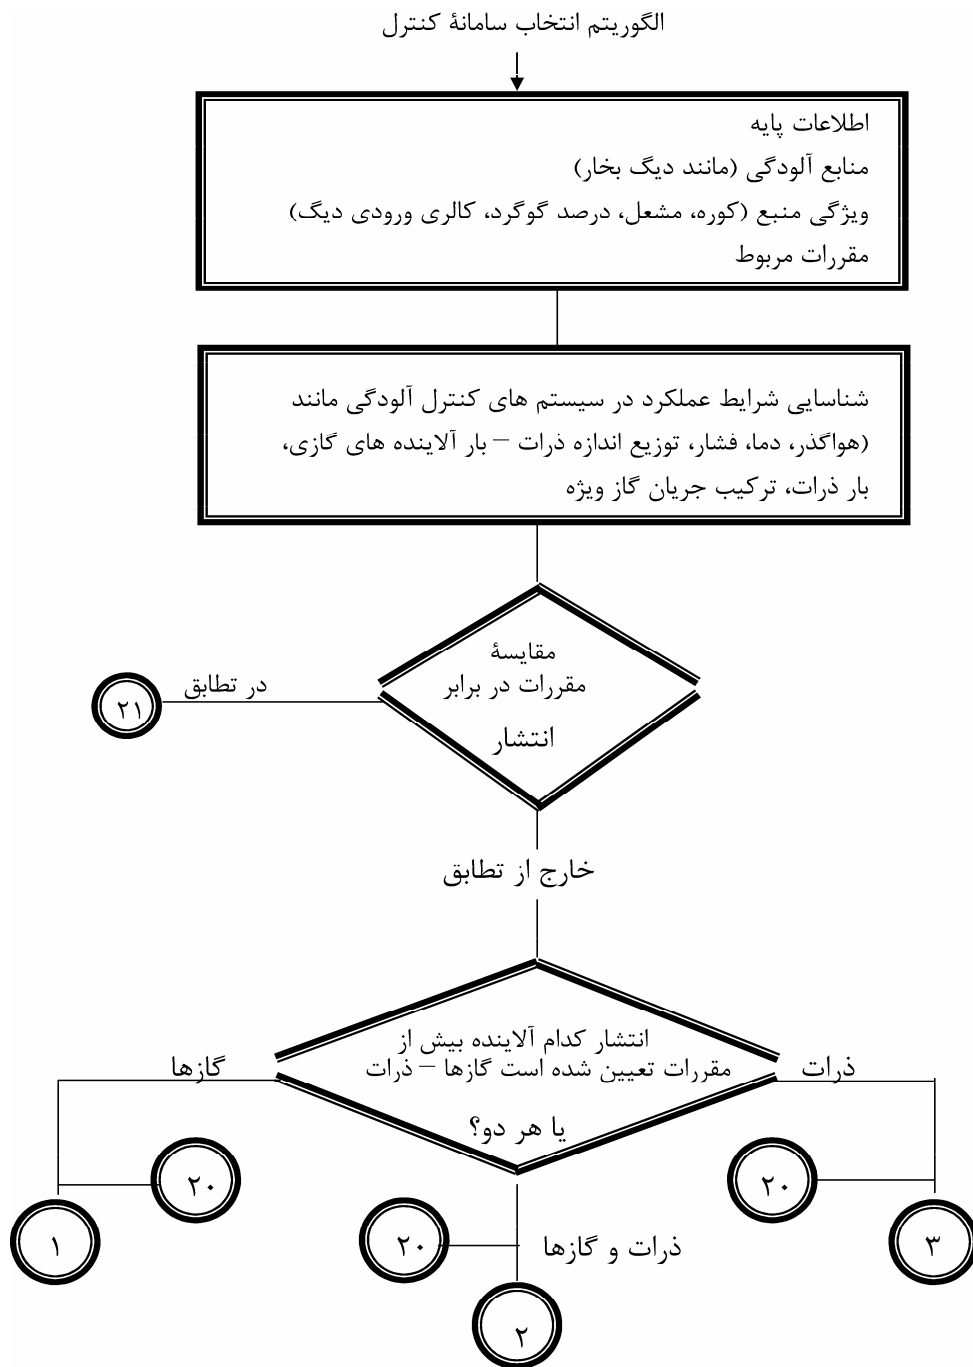 الگوریتم انتخاب سامانهٔ کنترل
اطلاعات پایه
منابع آلودگی (مانند دیگ بخار)
ویژگی منبع (کوره، مشعل، درصد گوگرد، کالری ورودی دیگ)
مقررات مربوط
شناسایی شرایط عملکرد در سیستم های کنترل آلودگی مانند
(هواگذر، دما، فشار، توزیع اندازه ذرات – بار آلاینده های گازی،
بار ذرات، ترکیب جریان گاز ویژه
مقایسهٔ
مقررات در برابر
انتشار
در تطابق
۲۱
خارج از تطابق
انتشار کدام آلاینده بیش از
مقررات تعیین شده است گازها – ذرات
یا هر دو؟
ذرات
گازها
۲۰
۳
ذرات و گازها
۲۰
۲
۲۰
۱